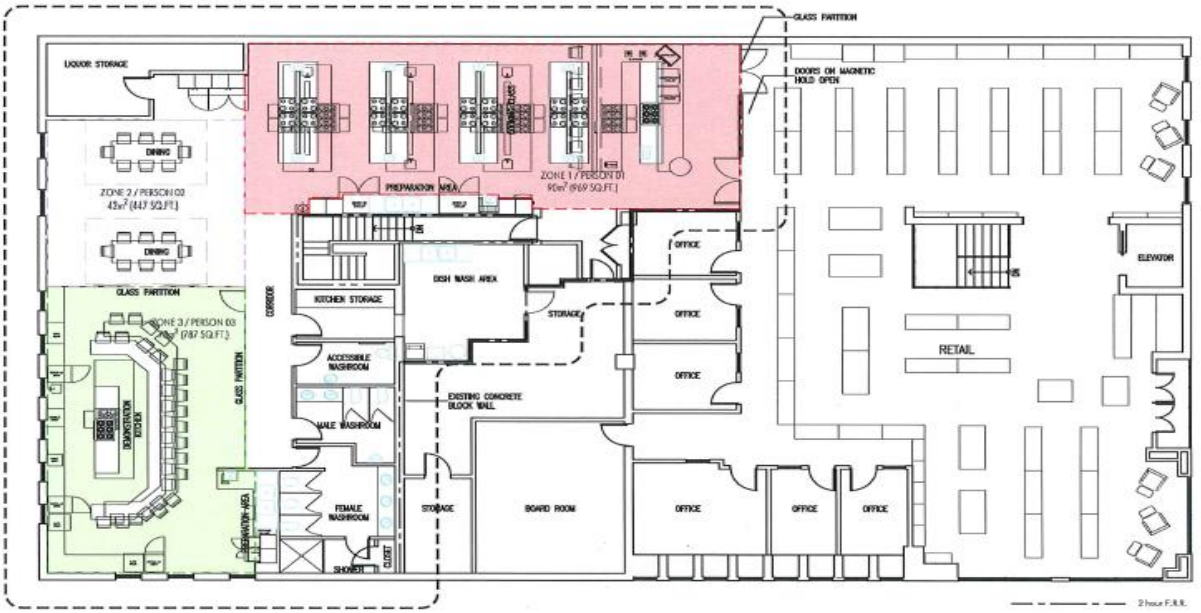 GLASS PARTITION
LIQUOR STORAGE
DOORS ON MAGNETIC
HOLD OPEN
COOKING CLASS
DINING
ZONE 1 / PERSON 01
90m² (969 SQ.FT.)
PREPARATION AREA
ZONE 2 / PERSON 02
42m² (447 SQ.FT.)
DN
OFFICE
DINING
DISH WASH AREA
ELEVATOR
DN
GLASS PARTITION
CORRIDOR
KITCHEN STORAGE
STORAGE
OFFICE
ZONE 3 / PERSON 03
(787 SQ.FT.)
RETAIL
ACCESSIBLE
WASHROOM
GLASS PARTITION
OFFICE
EXISTING CONCRETE
BLOCK WALL
DEMONSTRATION
KITCHEN
MALE WASHROOM
PREPARATION AREA
FEMALE
WASHROOM
STORAGE
BOARD ROOM
OFFICE
OFFICE
OFFICE
CLOSET
SHOWER
2 hour F.R.R.